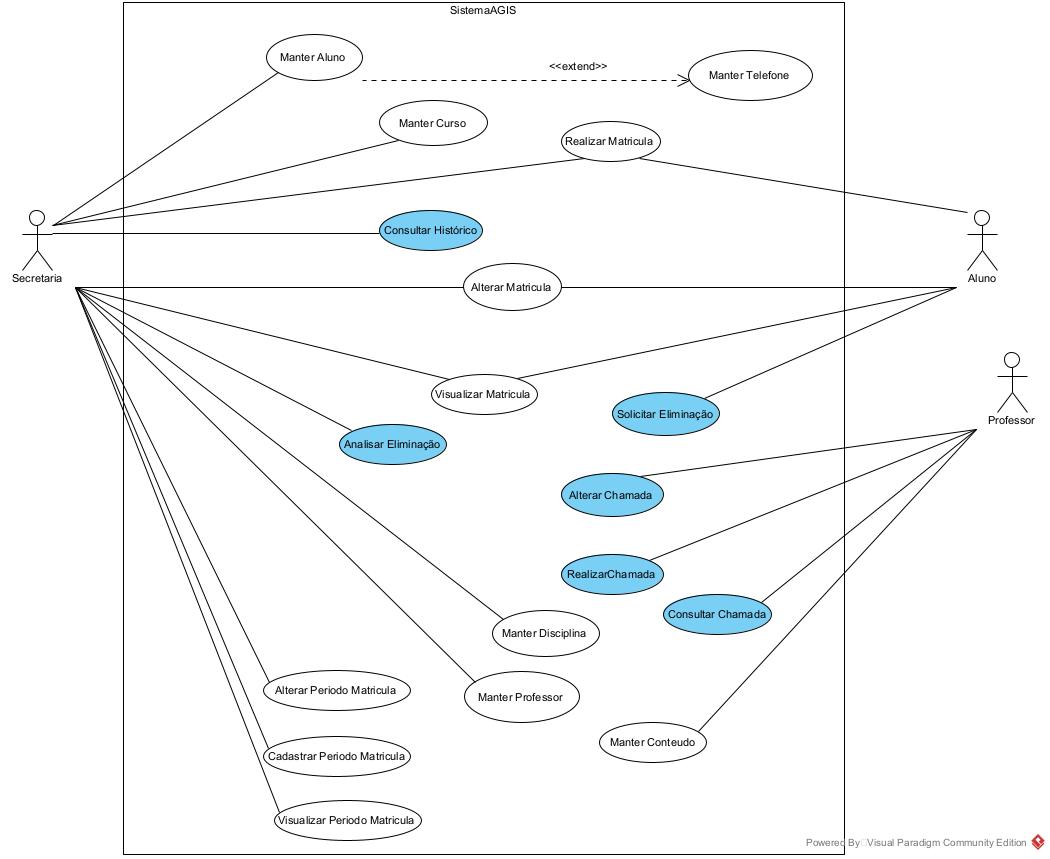 SistemaAGIS
Manter Aluno
<<extend>>
Manter Telefone
Manter Curso
Realizar Matricula
Consultar Histórico
Secretaria
Aluno
Alterar Matricula
Visualizar Matricula
Solicitar Eliminação
Professor
Analisar Eliminação
Alterar Chamada
RealizarChamada
Consultar Chamada
Manter Disciplina
Alterar Periodo Matricula
Manter Professor
Manter Conteudo
Cadastrar Periodo Matricula
Visualizar Periodo Matricula
Powered By Visual Paradigm Community Edition